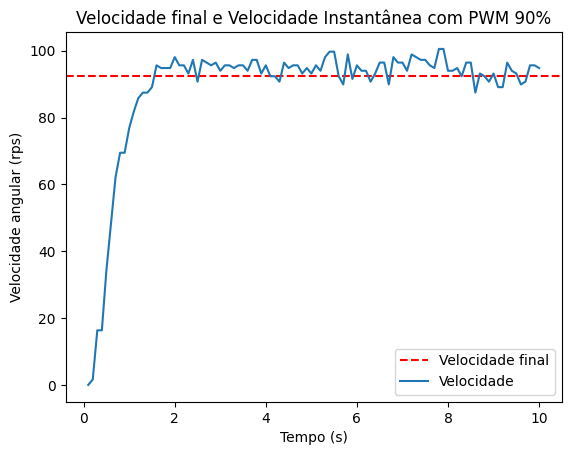 Velocidade final e Velocidade Instantânea com PWM 90%
Velocidade angular (rps)
100
80
60
40
20
0
0 2 4 6 8 10
Tempo (s)
Velocidade final
Velocidade